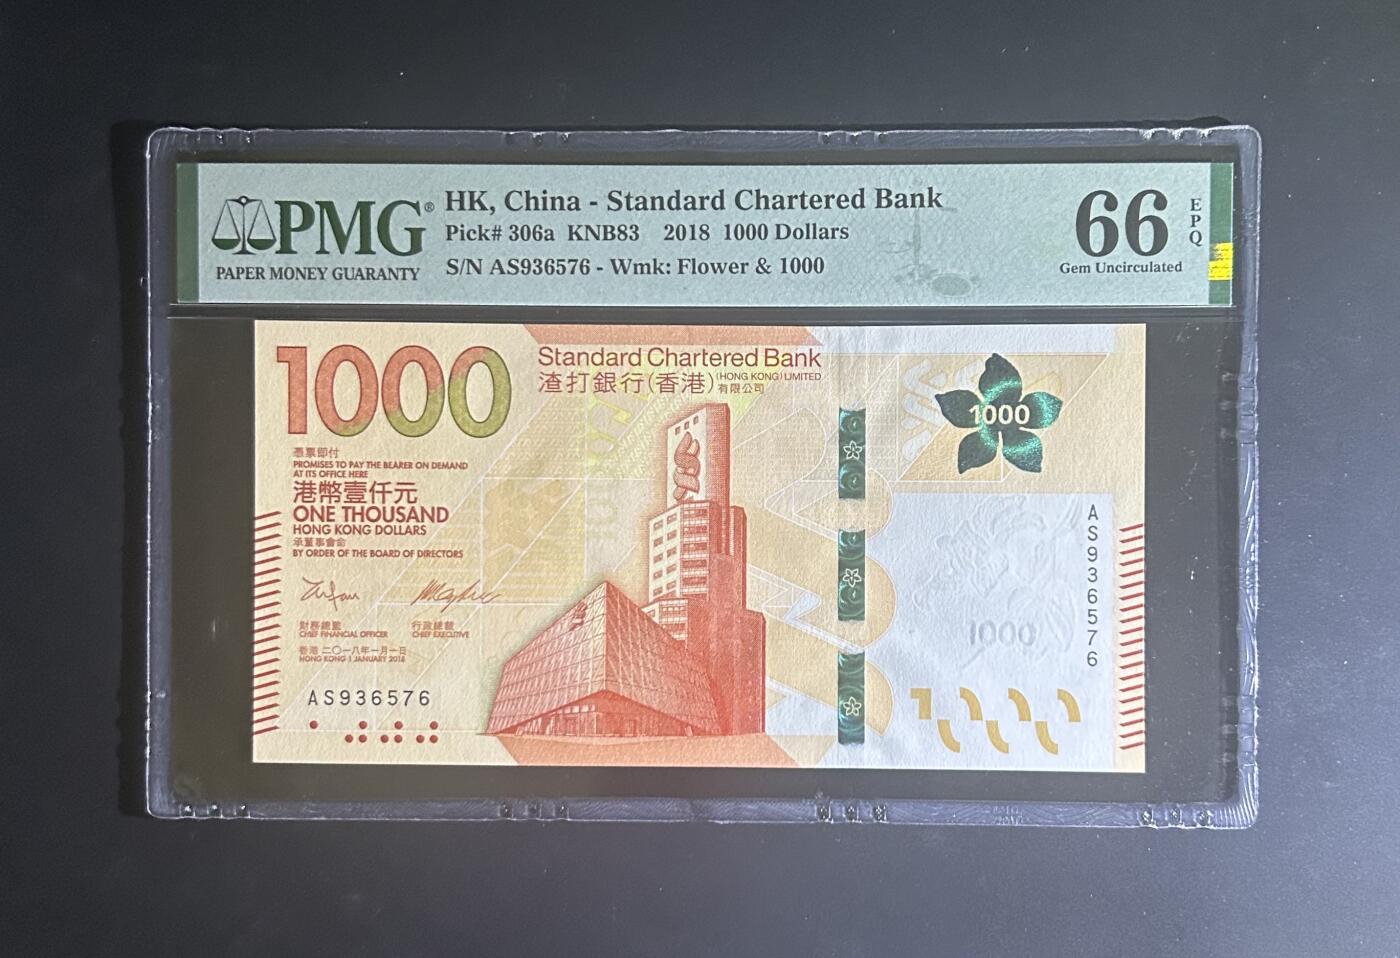 PMG®
PAPER MONEY GUARANTY
HK, China - Standard Chartered Bank
Pick# 306a KNB83 2018 1000 Dollars
S/N AS936576 - Wmk: Flower & 1000
66
EPQ
Gem Uncirculated
1000
Standard Chartered Bank
(HONG KONG) LIMITED
渣打銀行(香港)有限公司
憑票即付
PROMISES TO PAY THE BEARER ON DEMAND
AT ITS OFFICE HERE
港幣壹仟元
ONE THOUSAND
HONG KONG DOLLARS
承董事會命
BY ORDER OF THE BOARD OF DIRECTORS
財務總監
CHIEF FINANCIAL OFFICER
行政總裁
CHIEF EXECUTIVE
香港 二〇一八年一月一日
HONG KONG 1 JANUARY 2018
AS936576
1000
AS936576
1000
1000